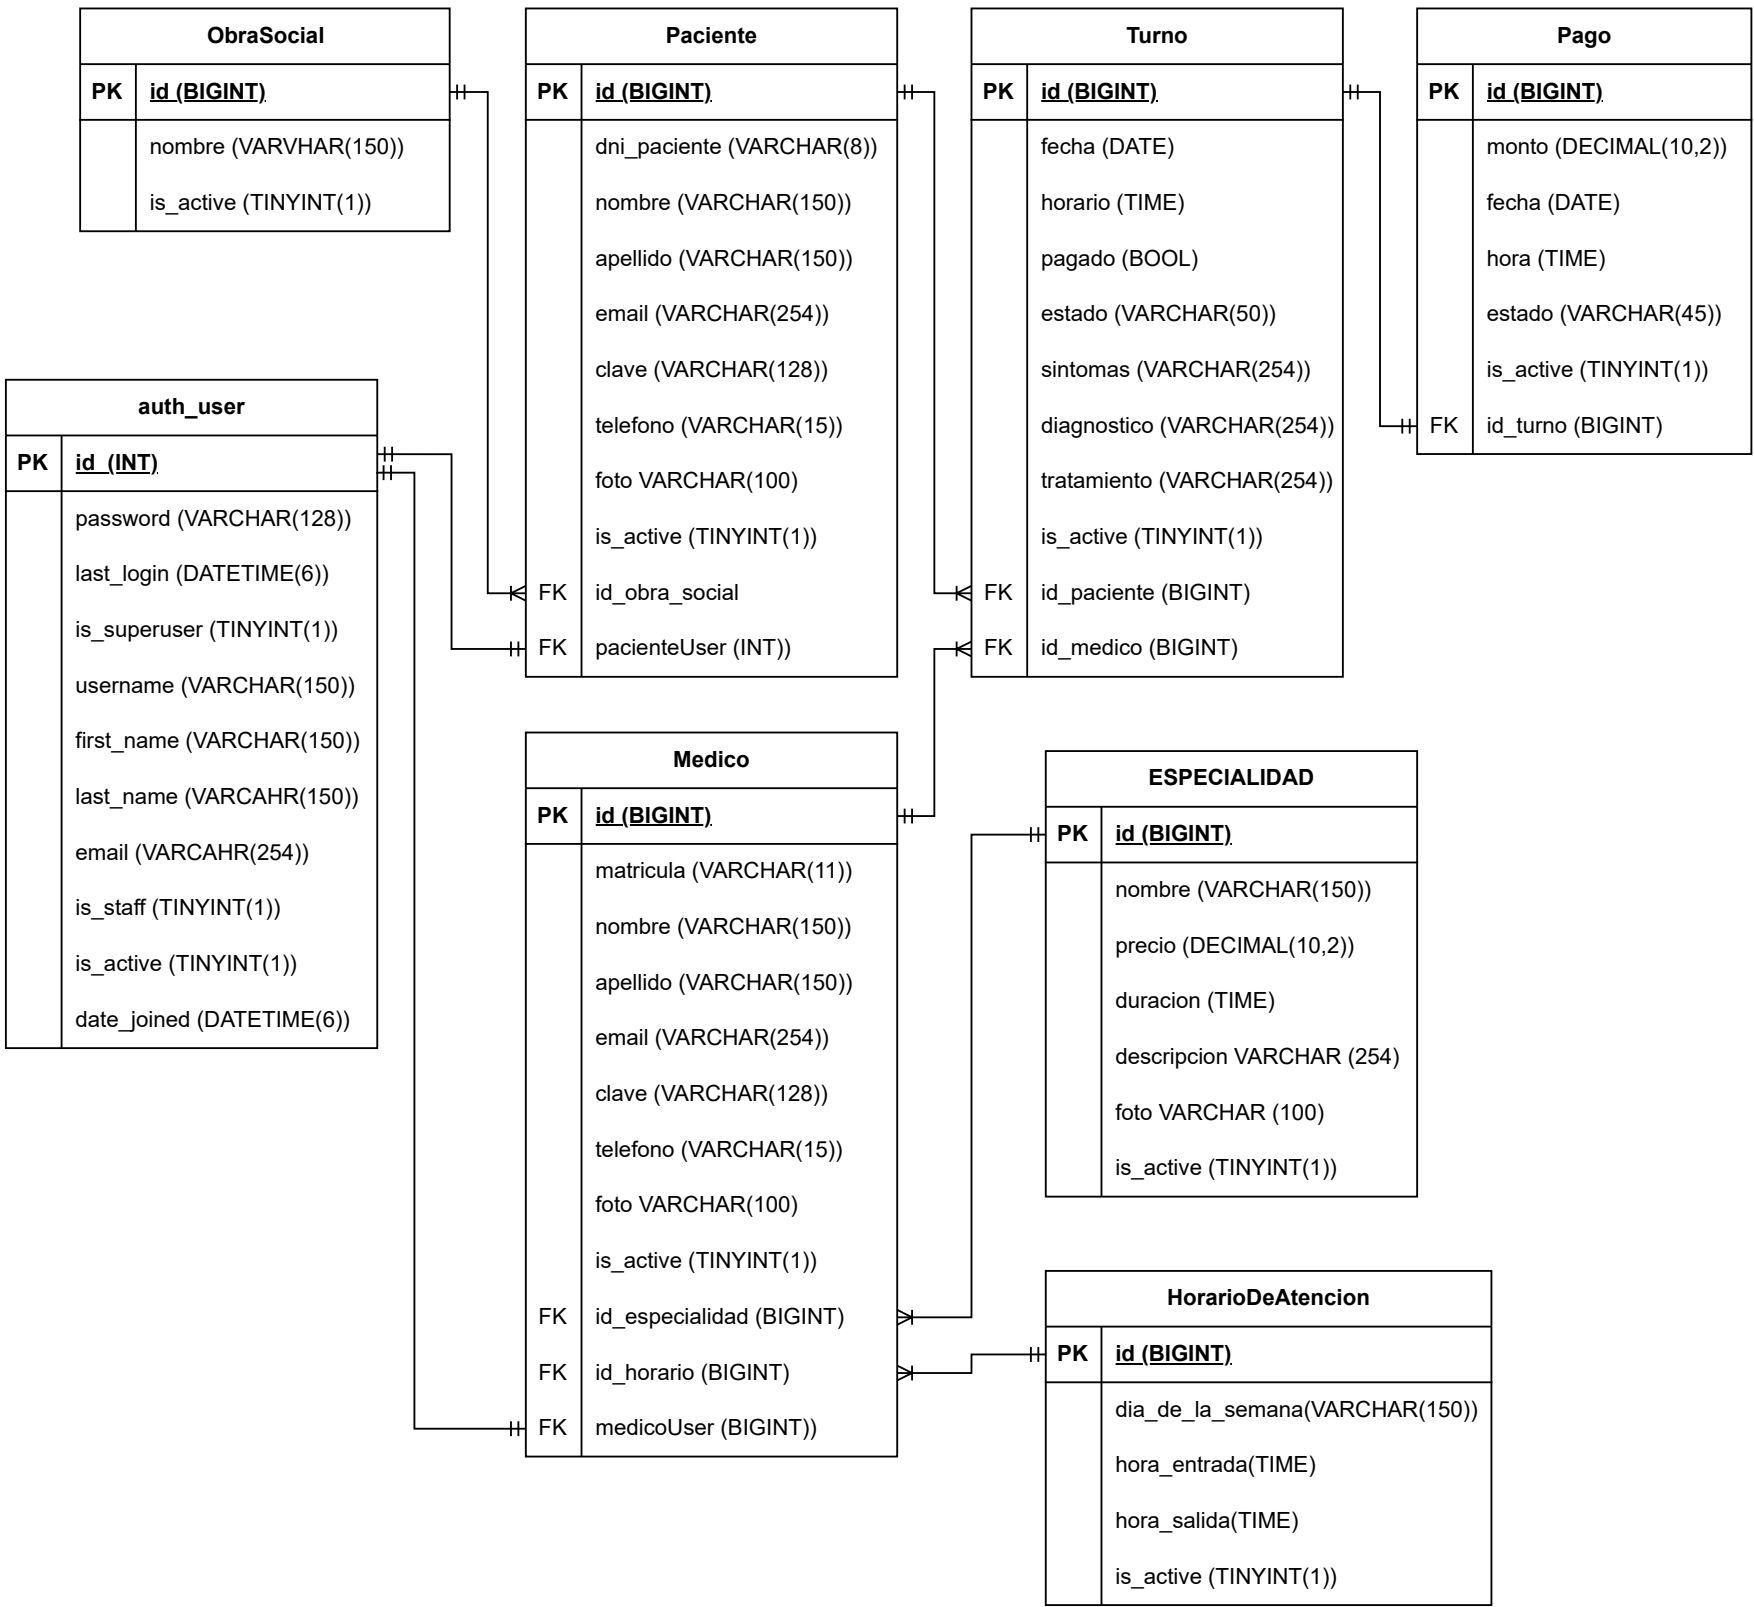 ObraSocial
PK id (BIGINT)
nombre (VARVHAR(150))
is_active (TINYINT(1))
Paciente
PK id (BIGINT)
dni_paciente (VARCHAR(8))
nombre (VARCHAR(150))
apellido (VARCHAR(150))
email (VARCHAR(254))
clave (VARCHAR(128))
telefono (VARCHAR(15))
foto VARCHAR(100)
is_active (TINYINT(1))
FK id_obra_social
FK pacienteUser (INT))
Turno
PK id (BIGINT)
fecha (DATE)
horario (TIME)
pagado (BOOL)
estado (VARCHAR(50))
sintomas (VARCHAR(254))
diagnostico (VARCHAR(254))
tratamiento (VARCHAR(254))
is_active (TINYINT(1))
FK id_paciente (BIGINT)
FK id_medico (BIGINT)
Pago
PK id (BIGINT)
monto (DECIMAL(10,2))
fecha (DATE)
hora (TIME)
estado (VARCHAR(45))
is_active (TINYINT(1))
FK id_turno (BIGINT)
auth_user
PK id (INT)
password (VARCHAR(128))
last_login (DATETIME(6))
is_superuser (TINYINT(1))
username (VARCHAR(150))
first_name (VARCHAR(150))
last_name (VARCAHR(150))
email (VARCAHR(254))
is_staff (TINYINT(1))
is_active (TINYINT(1))
date_joined (DATETIME(6))
Medico
PK id (BIGINT)
matricula (VARCHAR(11))
nombre (VARCHAR(150))
apellido (VARCHAR(150))
email (VARCHAR(254))
clave (VARCHAR(128))
telefono (VARCHAR(15))
foto VARCHAR(100)
is_active (TINYINT(1))
FK id_especialidad (BIGINT)
FK id_horario (BIGINT)
FK medicoUser (BIGINT))
ESPECIALIDAD
PK id (BIGINT)
nombre (VARCHAR(150))
precio (DECIMAL(10,2))
duracion (TIME)
descripcion VARCHAR (254)
foto VARCHAR (100)
is_active (TINYINT(1))
HorarioDeAtencion
PK id (BIGINT)
dia_de_la_semana(VARCHAR(150))
hora_entrada(TIME)
hora_salida(TIME)
is_active (TINYINT(1))